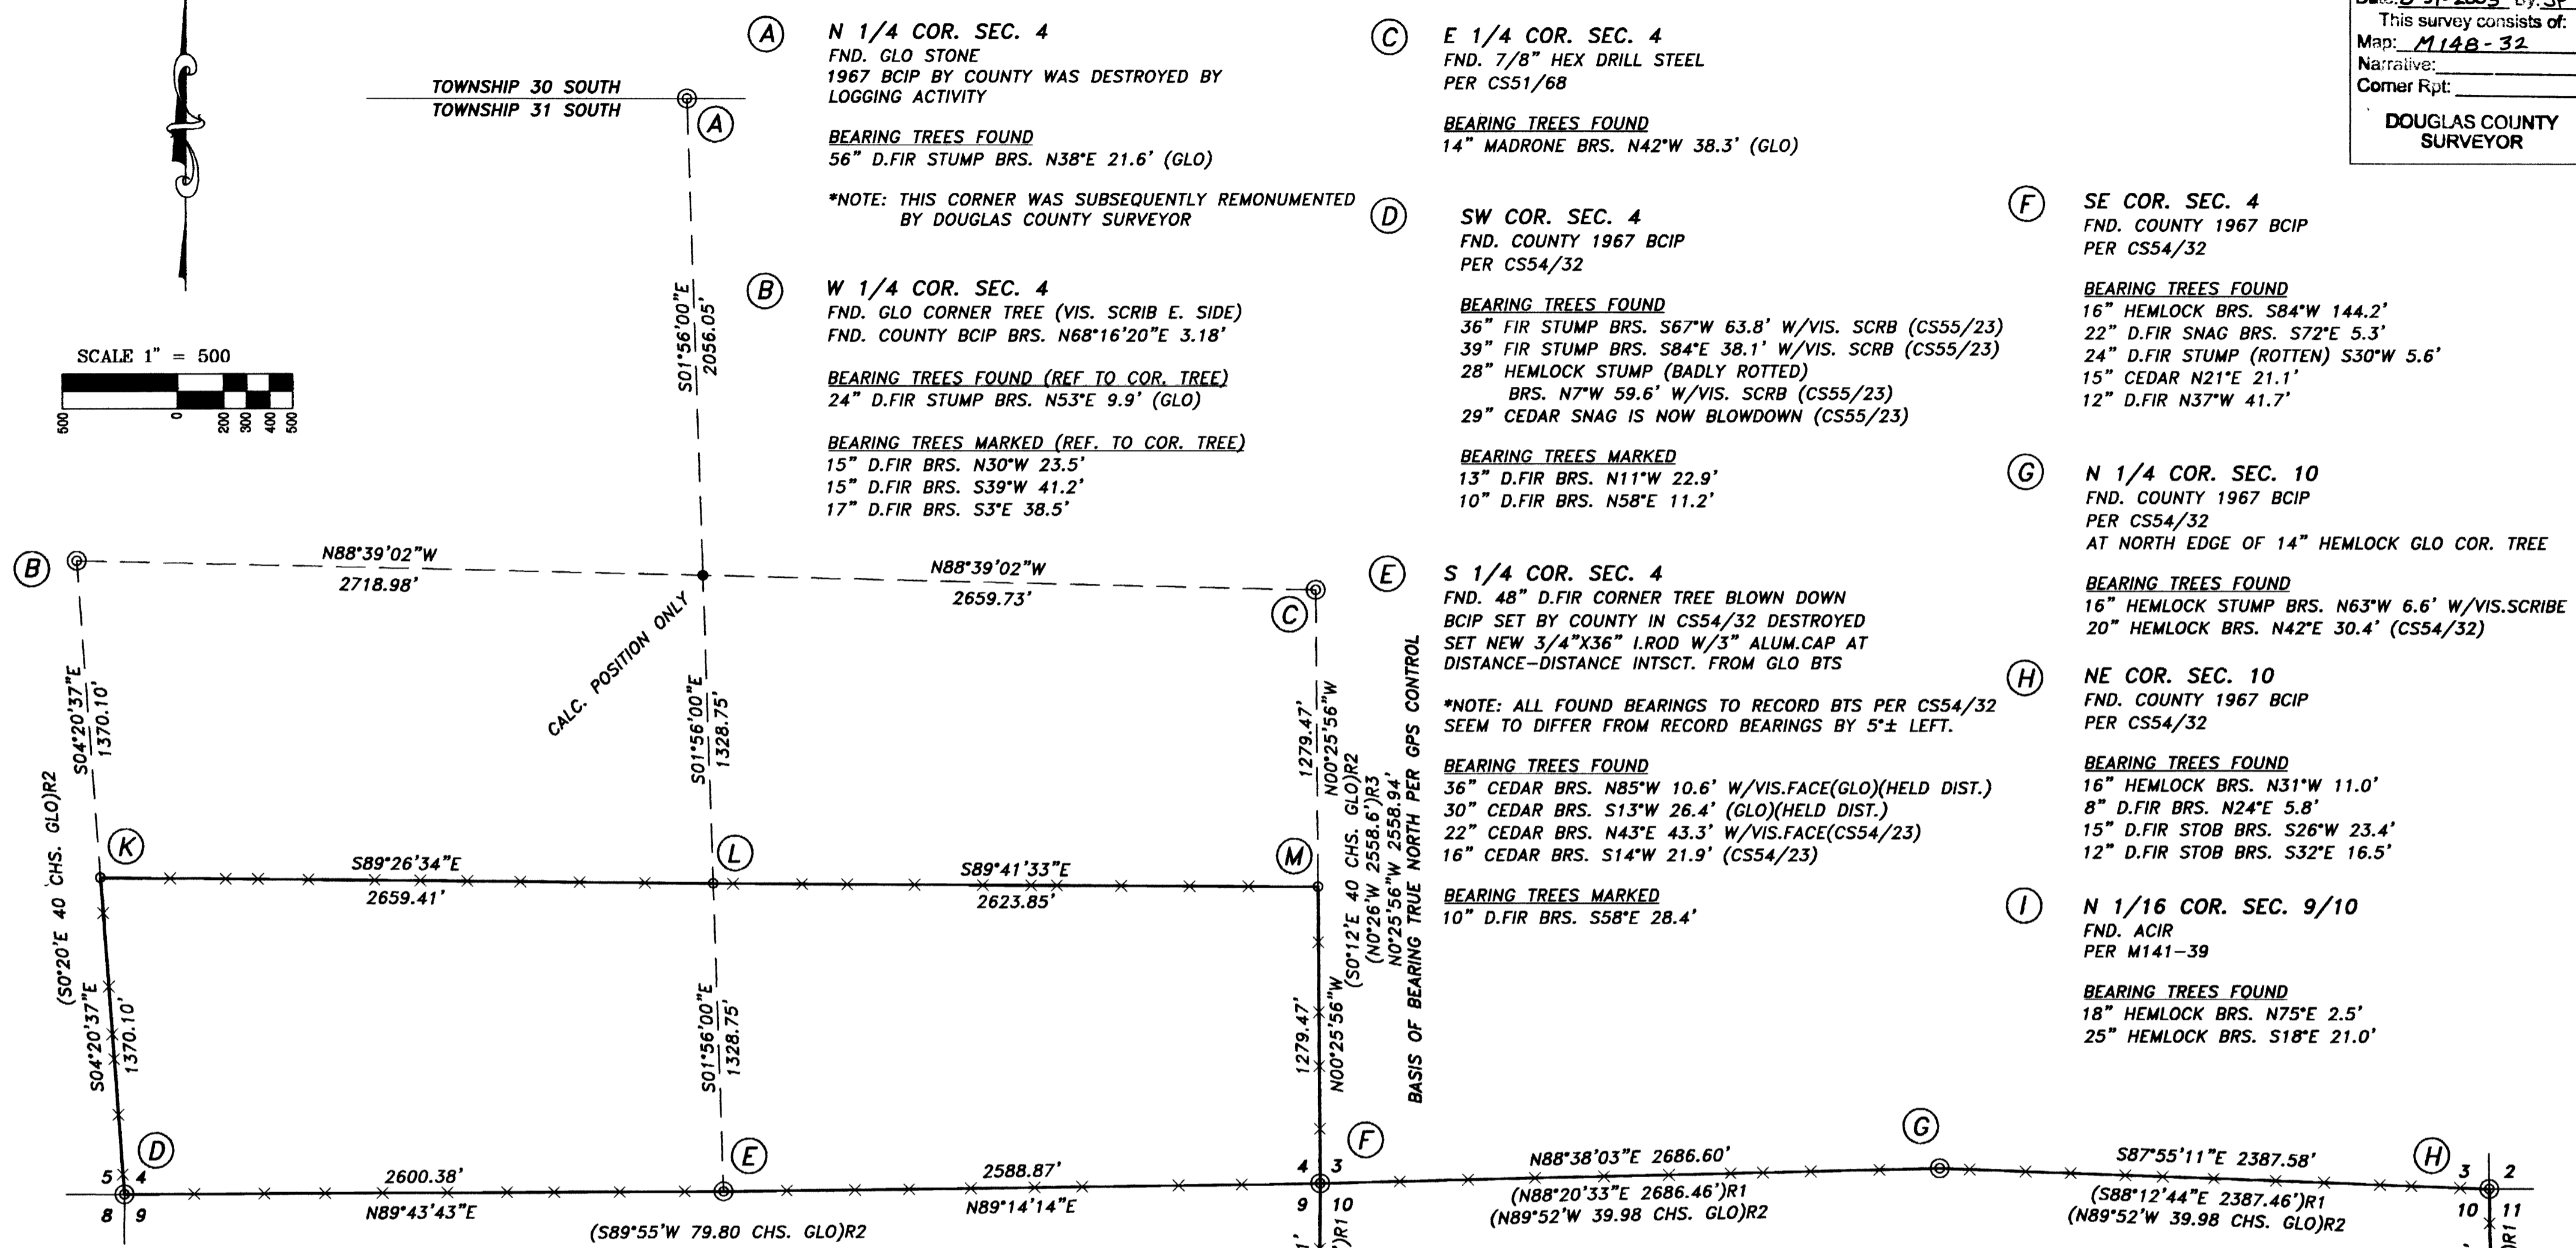 TOWNSHIP 30 SOUTH
TOWNSHIP 31 SOUTH
A
SCALE 1" = 500
500
0
200
300
400
500
A
N 1/4 COR. SEC. 4
FND. GLO STONE
1967 BCIP BY COUNTY WAS DESTROYED BY
LOGGING ACTIVITY
BEARING TREES FOUND
56" D.FIR STUMP BRS. N38°E 21.6' (GLO)
*NOTE: THIS CORNER WAS SUBSEQUENTLY REMONUMENTED
BY DOUGLAS COUNTY SURVEYOR
B
W 1/4 COR. SEC. 4
FND. GLO CORNER TREE (VIS. SCRIB E. SIDE)
FND. COUNTY BCIP BRS. N68°16'20"E 3.18'
BEARING TREES FOUND (REF TO COR. TREE)
24" D.FIR STUMP BRS. N53°E 9.9' (GLO)
BEARING TREES MARKED (REF. TO COR. TREE)
15" D.FIR BRS. N30°W 23.5'
15" D.FIR BRS. S39°W 41.2'
17" D.FIR BRS. S3°E 38.5'
C
E 1/4 COR. SEC. 4
FND. 7/8" HEX DRILL STEEL
PER CS51/68
BEARING TREES FOUND
14" MADRONE BRS. N42°W 38.3' (GLO)
D
SW COR. SEC. 4
FND. COUNTY 1967 BCIP
PER CS54/32
BEARING TREES FOUND
36" FIR STUMP BRS. S67°W 63.8' W/VIS. SCRB (CS55/23)
39" FIR STUMP BRS. S84°E 38.1' W/VIS. SCRB (CS55/23)
28" HEMLOCK STUMP (BADLY ROTTED)
BRS. N7°W 59.6' W/VIS. SCRB (CS55/23)
29" CEDAR SNAG IS NOW BLOWDOWN (CS55/23)
BEARING TREES MARKED
13" D.FIR BRS. N11°W 22.9'
10" D.FIR BRS. N58°E 11.2'
E
S 1/4 COR. SEC. 4
FND. 48" D.FIR CORNER TREE BLOWN DOWN
BCIP SET BY COUNTY IN CS54/32 DESTROYED
SET NEW 3/4"X36" I.ROD W/3" ALUM.CAP AT
DISTANCE-DISTANCE INTSCT. FROM GLO BTS
*NOTE: ALL FOUND BEARINGS TO RECORD BTS PER CS54/32
SEEM TO DIFFER FROM RECORD BEARINGS BY 5°± LEFT.
BEARING TREES FOUND
36" CEDAR BRS. N85°W 10.6' W/VIS.FACE(GLO)(HELD DIST.)
30" CEDAR BRS. S13°W 26.4' (GLO)(HELD DIST.)
22" CEDAR BRS. N43°E 43.3' W/VIS.FACE(CS54/23)
16" CEDAR BRS. S14°W 21.9' (CS54/23)
BEARING TREES MARKED
10" D.FIR BRS. S58°E 28.4'
This survey consists of:
Map: M148-32
Narrative:
Corner Rpt:
DOUGLAS COUNTY
SURVEYOR
F
SE COR. SEC. 4
FND. COUNTY 1967 BCIP
PER CS54/32
BEARING TREES FOUND
16" HEMLOCK BRS. S84°W 144.2'
22" D.FIR SNAG BRS. S72°E 5.3'
24" D.FIR STUMP (ROTTEN) S30°W 5.6'
15" CEDAR N21°E 21.1'
12" D.FIR N37°W 41.7'
G
N 1/4 COR. SEC. 10
FND. COUNTY 1967 BCIP
PER CS54/32
AT NORTH EDGE OF 14" HEMLOCK GLO COR. TREE
BEARING TREES FOUND
16" HEMLOCK STUMP BRS. N63°W 6.6' W/VIS.SCRIBE
20" HEMLOCK BRS. N42°E 30.4' (CS54/32)
H
NE COR. SEC. 10
FND. COUNTY 1967 BCIP
PER CS54/32
BEARING TREES FOUND
16" HEMLOCK BRS. N31°W 11.0'
8" D.FIR BRS. N24°E 5.8'
15" D.FIR STOB BRS. S26°W 23.4'
12" D.FIR STOB BRS. S32°E 16.5'
I
N 1/16 COR. SEC. 9/10
FND. ACIR
PER M141-39
BEARING TREES FOUND
18" HEMLOCK BRS. N75°E 2.5'
25" HEMLOCK BRS. S18°E 21.0'
S01°56'00"E
2056.05'
B
N88°39'02"W
2718.98'
N88°39'02"W
2659.73'
C
CALC. POSITION ONLY
S04°20'37"E
1370.10'
S01°56'00"E
1328.75'
1279.47'
N00°25'56"W
(S0°20'E 40 CHS. GLO)R2
K
S89°26'34"E
2659.41'
L
S89°41'33"E
2623.85'
M
(S0°12'E 40 CHS. GLO)R2
(N0°26'W 2558.6')R3
N0°25'56"W 2558.94'
BASIS OF BEARING TRUE NORTH PER GPS CONTROL
S04°20'37"E
1370.10'
S01°56'00"E
1328.75'
1279.47'
N00°25'56"W
D
5 4
8 9
2600.38'
N89°43'43"E
E
2588.87'
N89°14'14"E
(S89°55'W 79.80 CHS. GLO)R2
F
4 3
9 10
N88°38'03"E 2686.60'
(N88°20'33"E 2686.46')R1
(N89°52'W 39.98 CHS. GLO)R2
G
S87°55'11"E 2387.58'
(S88°12'44"E 2387.46')R1
(N89°52'W 39.98 CHS. GLO)R2
H
3 2
10 11
')R1
)R1